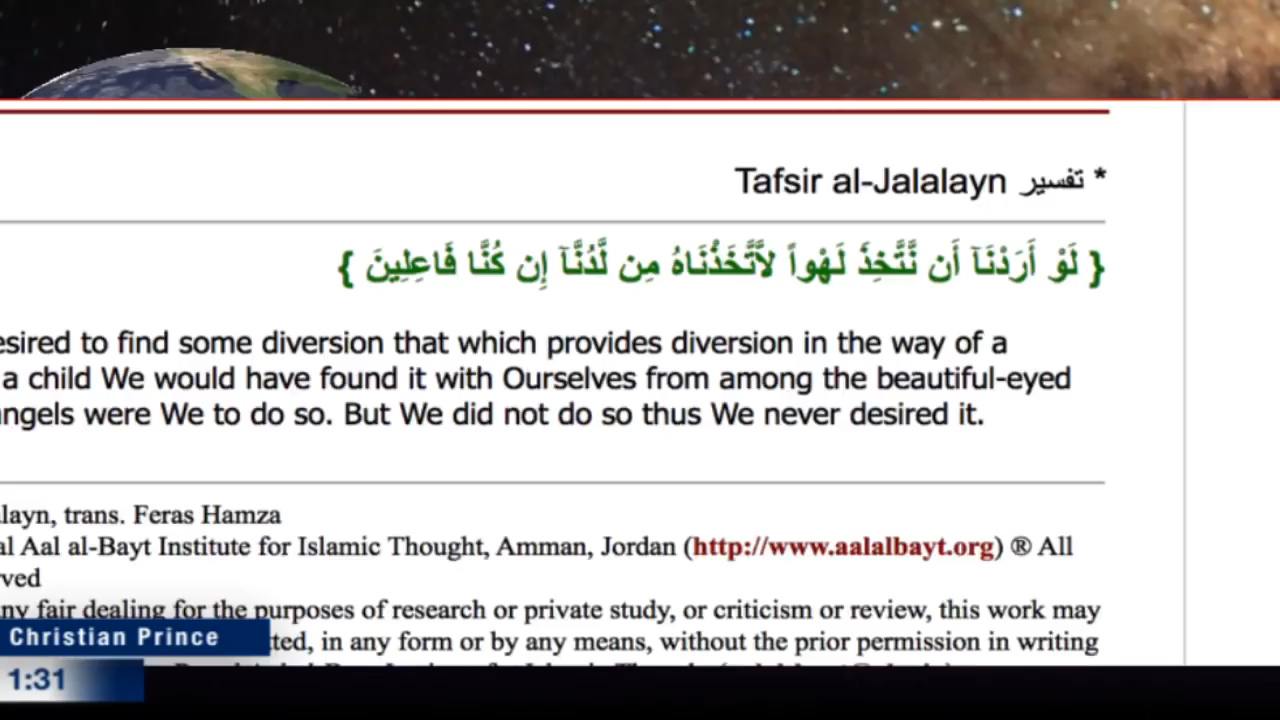 * تفسير Tafsir al-Jalalayn
{ لَوْ أَرَدْنَآ أَن نَّتَّخِذَ لَهْواً لاَّتَّخَذْنَاهُ مِن لَّدُنَّآ إِن كُنَّا فَاعِلِينَ }
esired to find some diversion that which provides diversion in the way of a
a child We would have found it with Ourselves from among the beautiful-eyed
angels were We to do so. But We did not do so thus We never desired it.
alayn, trans. Feras Hamza
al Aal al-Bayt Institute for Islamic Thought, Amman, Jordan (http://www.aalalbayt.org) ® All
rved
ny fair dealing for the purposes of research or private study, or criticism or review, this work may
Christian Prince
tted, in any form or by any means, without the prior permission in writing
1:31